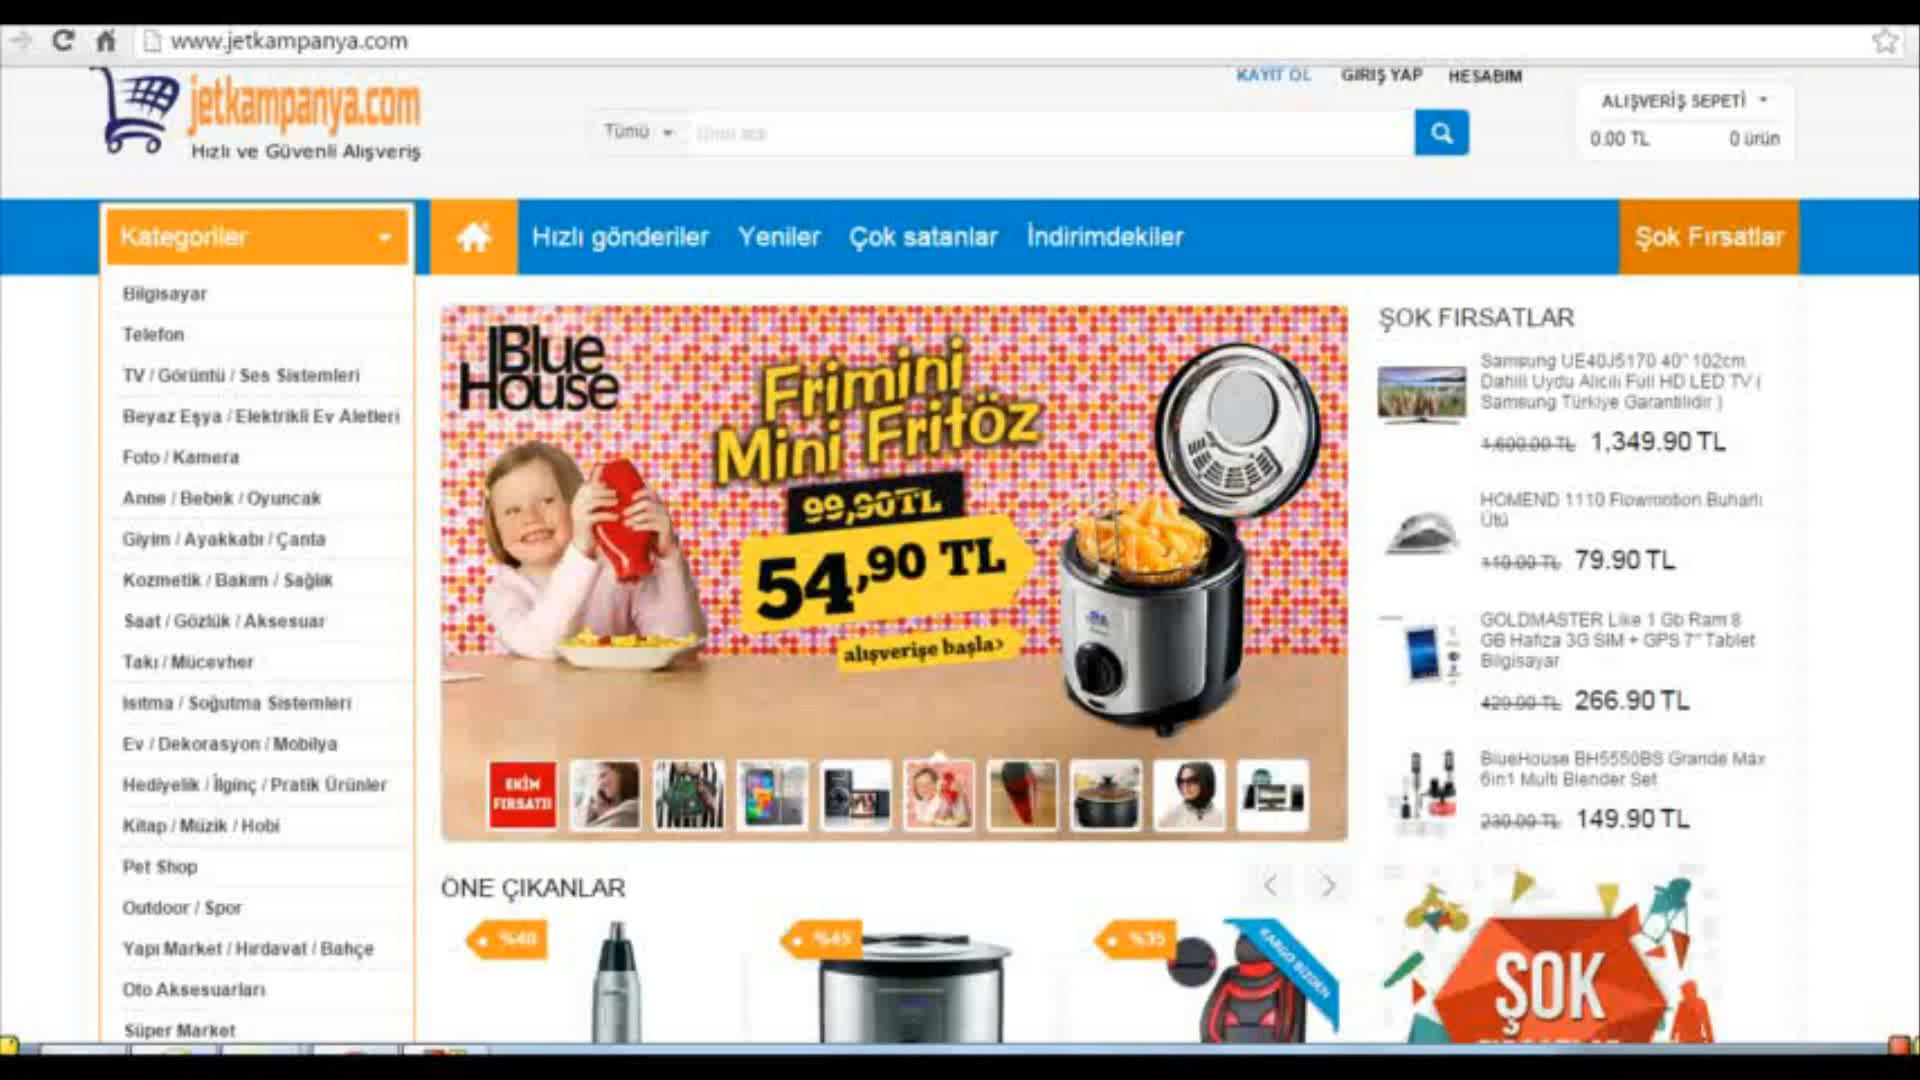 www.jetkampanya.com
KAYIT OL GİRİŞ YAP HESABIM
jetkampanya.com
Hızlı ve Güvenli Alışveriş
Tümü
ALIŞVERİŞ SEPETİ
0.00 TL 0 ürün
Kategoriler
Hızlı gönderiler Yeniler Çok satanlar İndirimdekiler
Şok Fırsatlar
Bilgisayar
Telefon
TV / Görüntü / Ses Sistemleri
Beyaz Eşya / Elektrikli Ev Aletleri
Foto / Kamera
Anne / Bebek / Oyuncak
Giyim / Ayakkabı / Çanta
Kozmetik / Bakım / Sağlık
Saat / Gözlük / Aksesuar
Takı / Mücevher
Isıtma / Soğutma Sistemleri
Ev / Dekorasyon / Mobilya
Hediyelik / İlginç / Pratik Ürünler
Kitap / Müzik / Hobi
Pet Shop
Outdoor / Spor
Yapı Market / Hırdavat / Bahçe
Oto Aksesuarları
Süper Market
Blue
House
Frimini
Mini Fritöz
99,90TL
54,90 TL
alışverişe başla›
EKİM
FIRSATI
ÖNE ÇIKANLAR
%40
%45
%35
KARGO BİZDEN
ŞOK FIRSATLAR
Samsung UE40J5170 40" 102cm
Dahili Uydu Alıcılı Full HD LED TV (
Samsung Türkiye Garantilidir )
1,600.00 TL 1,349.90 TL
HOMEND 1110 Flowmotion Buharlı
Ütü
110.00 TL 79.90 TL
GOLDMASTER Like 1 Gb Ram 8
GB Hafıza 3G SIM + GPS 7" Tablet
Bilgisayar
429.00 TL 266.90 TL
BlueHouse BH5550BS Grande Max
6in1 Multi Blender Set
230.00 TL 149.90 TL
ŞOK